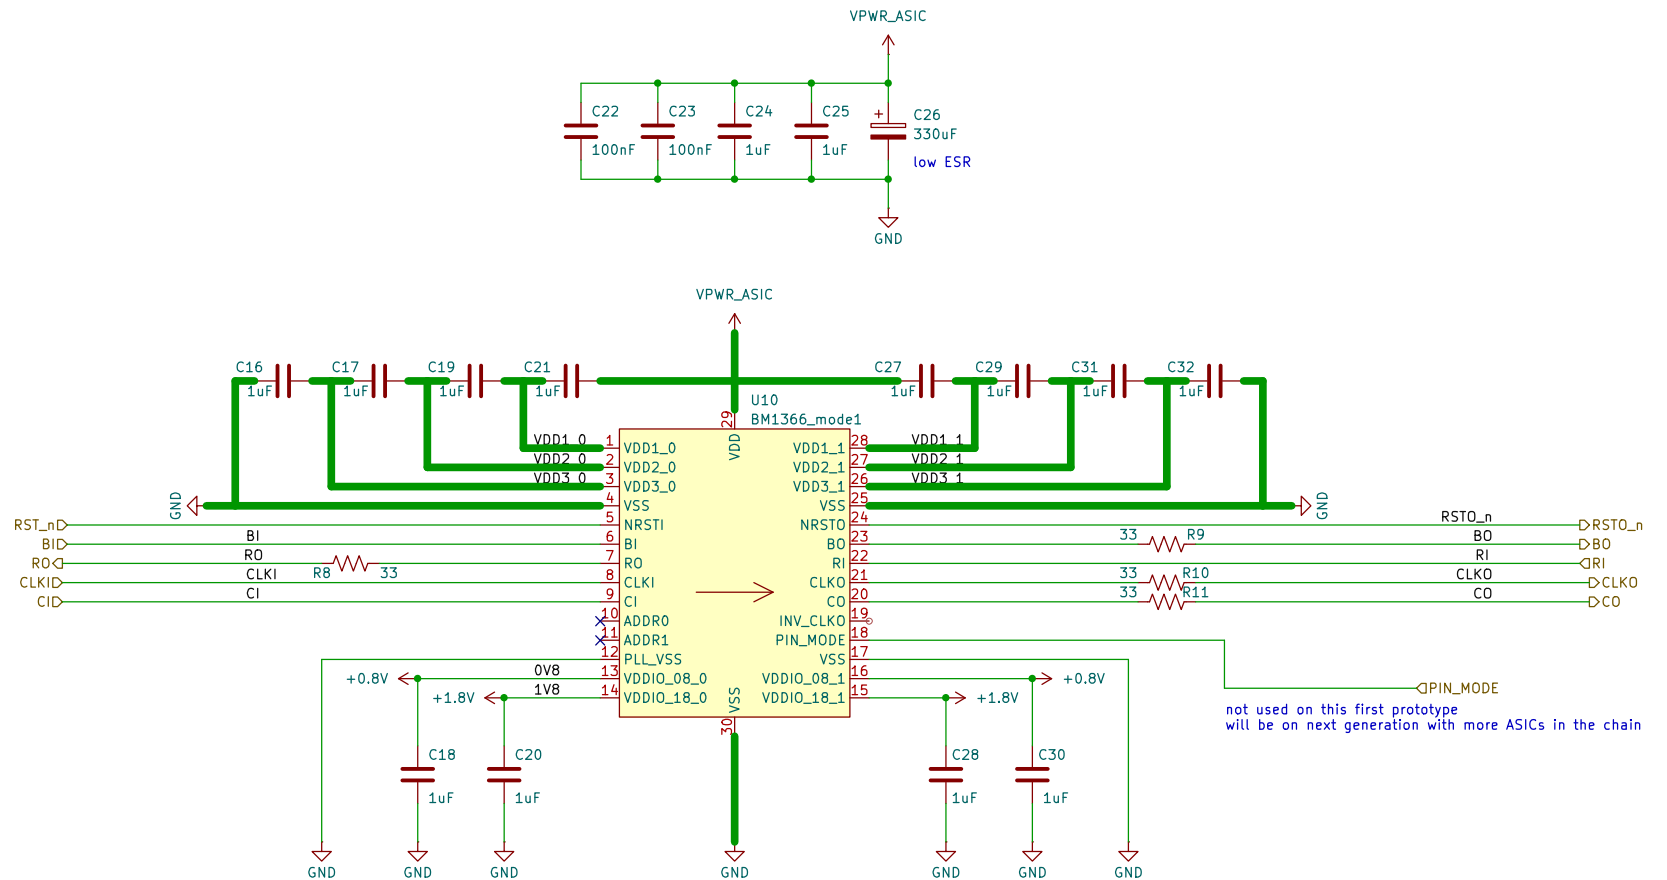 VPWR_ASIC
C22
100nF
C23
100nF
C24
1uF
C25
1uF
+
C26
330uF
low ESR
GND
VPWR_ASIC
C16
1uF
C17
1uF
C19
1uF
C21
1uF
C27
1uF
C29
1uF
C31
1uF
C32
1uF
U10
BM1366_mode1
29
VDD
VDD1_0
1
VDD1_0
VDD2_0
2
VDD2_0
VDD3_0
3
VDD3_0
GND
4
VSS
RST_n
5
NRSTI
BI
BI
6
BI
RO
RO
R8
33
7
RO
CLKI
CLKI
8
CLKI
CI
CI
9
CI
10
ADDR0
11
ADDR1
12
PLL_VSS
+0.8V
0V8
13
VDDIO_08_0
+1.8V
1V8
14
VDDIO_18_0
VDD1_1
28
VDD1_1
VDD2_1
27
VDD2_1
VDD3_1
26
VDD3_1
VSS
25
GND
NRSTO
24
RSTO_n
RSTO_n
BO
23
33
R9
BO
BO
RI
22
RI
RI
CLKO
21
33
R10
CLKO
CLKO
CO
20
33
R11
CO
CO
INV_CLKO
19
PIN_MODE
18
PIN_MODE
VSS
17
VDDIO_08_1
16
+0.8V
VDDIO_18_1
15
+1.8V
not used on this first prototype
will be on next generation with more ASICs in the chain
VSS
30
C18
1uF
C20
1uF
C28
1uF
C30
1uF
GND
GND
GND
GND
GND
GND
GND